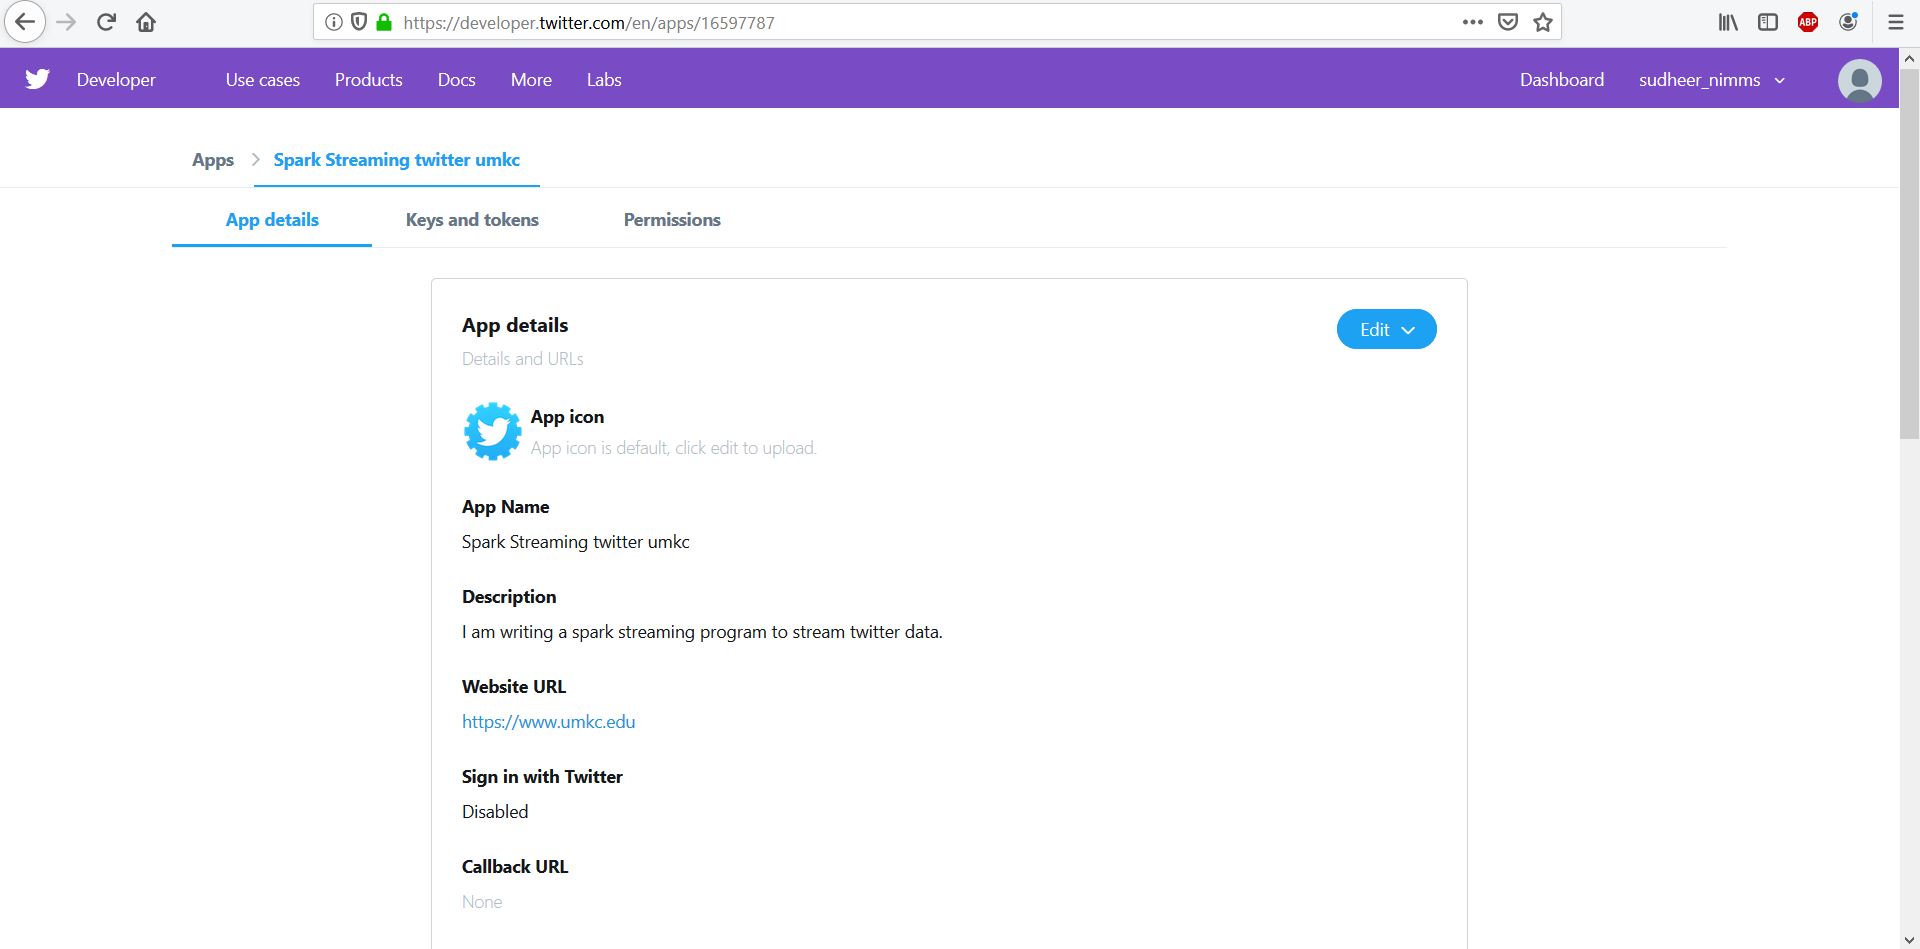 https://developer.twitter.com/en/apps/16597787
ABP
Developer Use cases Products Docs More Labs Dashboard sudheer_nimms
Apps Spark Streaming twitter umkc
App details Keys and tokens Permissions
App details
Edit
Details and URLs
App icon
App icon is default, click edit to upload.
App Name
Spark Streaming twitter umkc
Description
I am writing a spark streaming program to stream twitter data.
Website URL
https://www.umkc.edu
Sign in with Twitter
Disabled
Callback URL
None